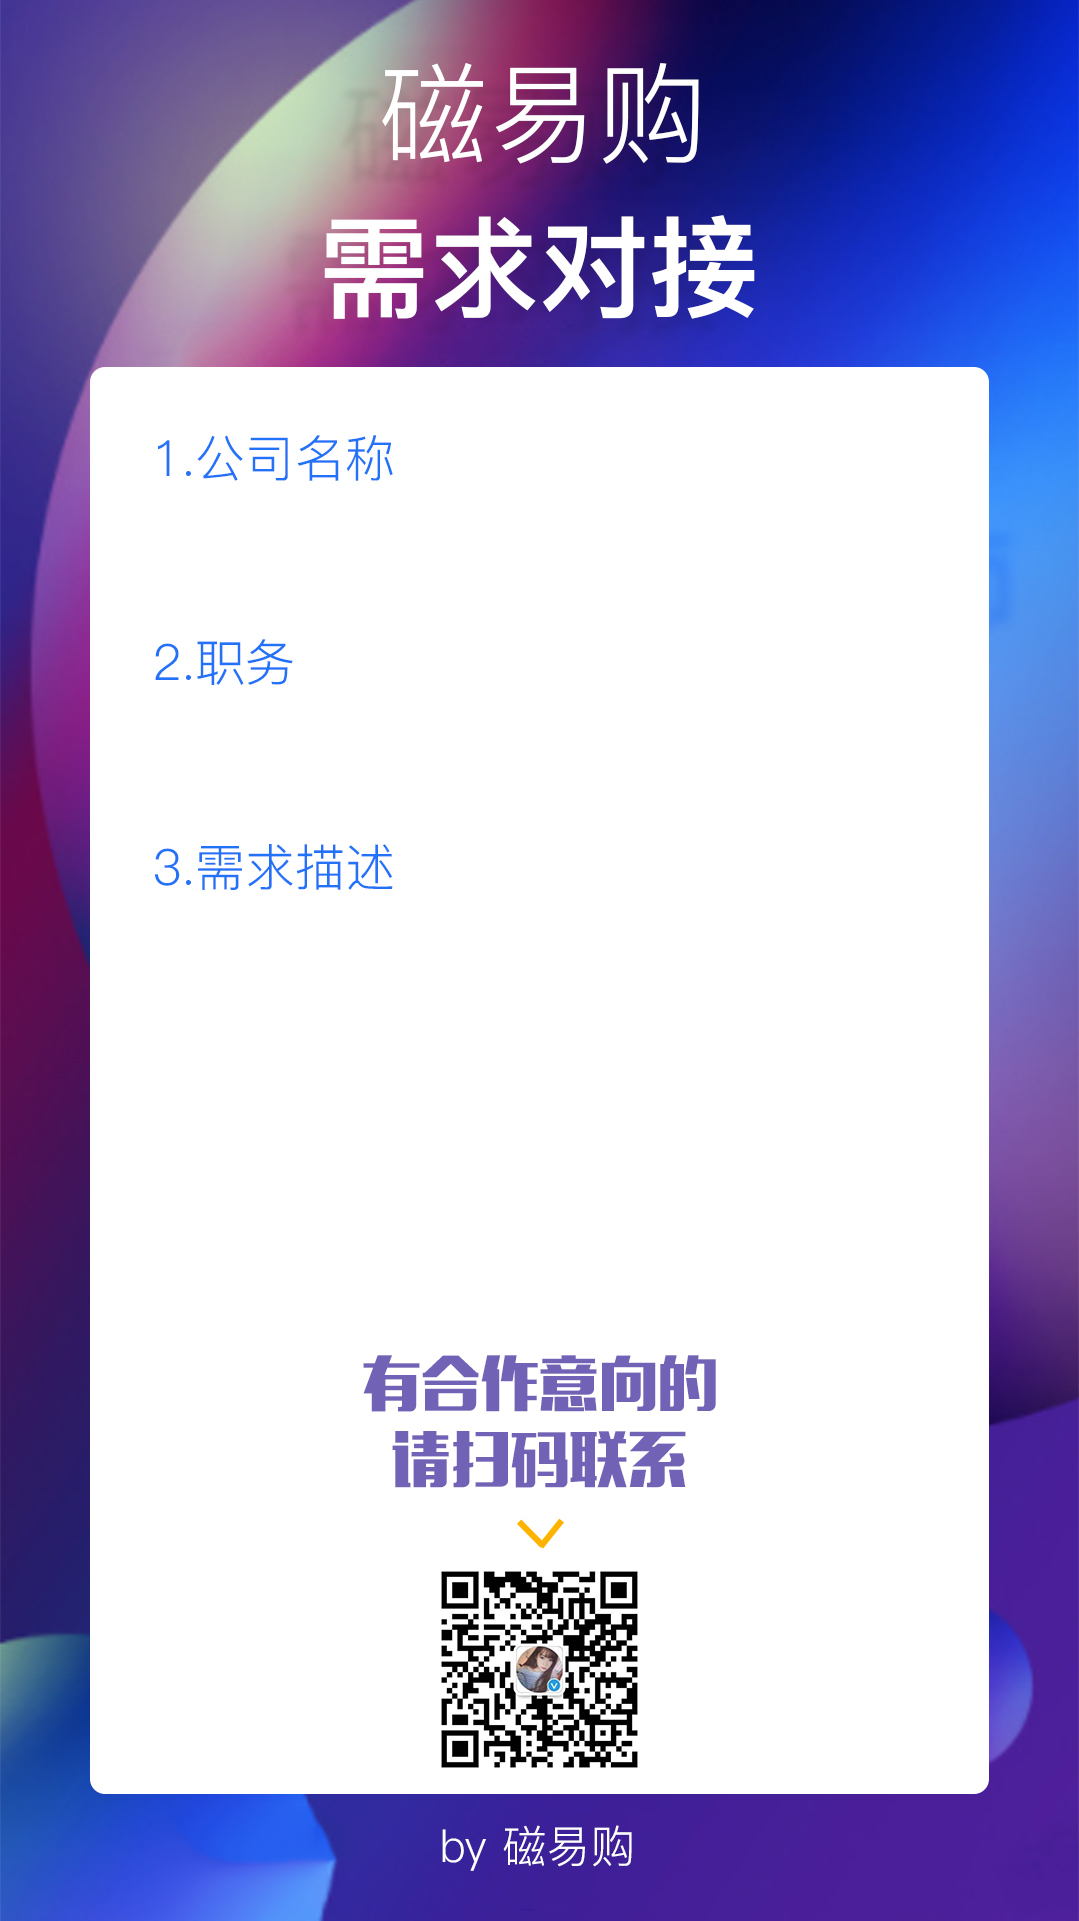 磁易购
需求对接
1.公司名称
2.职务
3.需求描述
有合作意向的
请扫码联系
by 磁易购